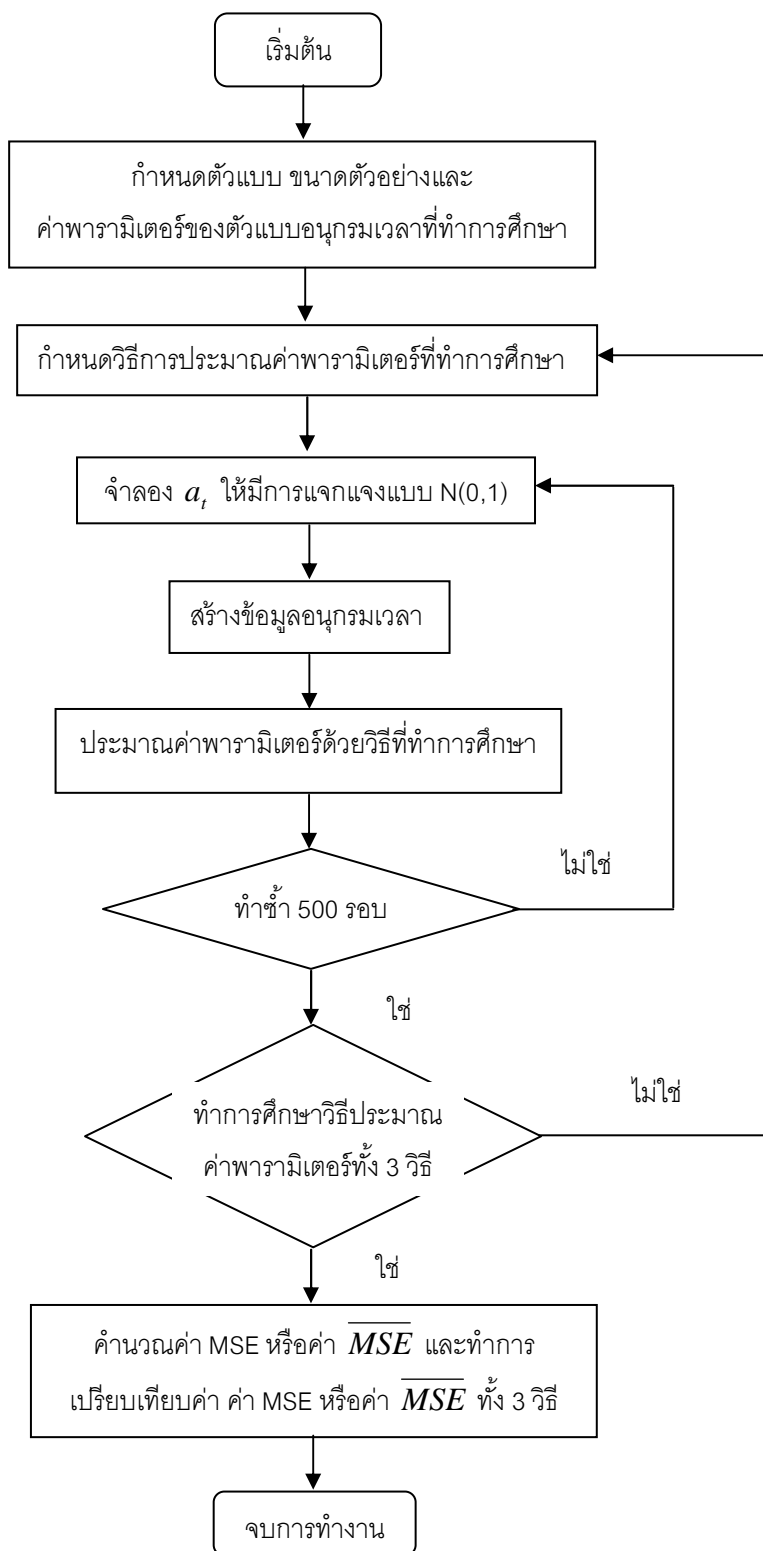 เริ่มต้น
กำหนดตัวแบบ ขนาดตัวอย่างและ
ค่าพารามิเตอร์ของตัวแบบอนุกรมเวลาที่ทำการศึกษา
กำหนดวิธีการประมาณค่าพารามิเตอร์ที่ทำการศึกษา
จำลอง $a_t$ ให้มีการแจกแจงแบบ N(0,1)
สร้างข้อมูลอนุกรมเวลา
ประมาณค่าพารามิเตอร์ด้วยวิธีที่ทำการศึกษา
ไม่ใช่
ทำซ้ำ 500 รอบ
ใช่
ไม่ใช่
ทำการศึกษาวิธีประมาณ
ค่าพารามิเตอร์ทั้ง 3 วิธี
ใช่
คำนวณค่า MSE หรือค่า $\overline{MSE}$ และทำการ
เปรียบเทียบค่า ค่า MSE หรือค่า $\overline{MSE}$ ทั้ง 3 วิธี
จบการทำงาน